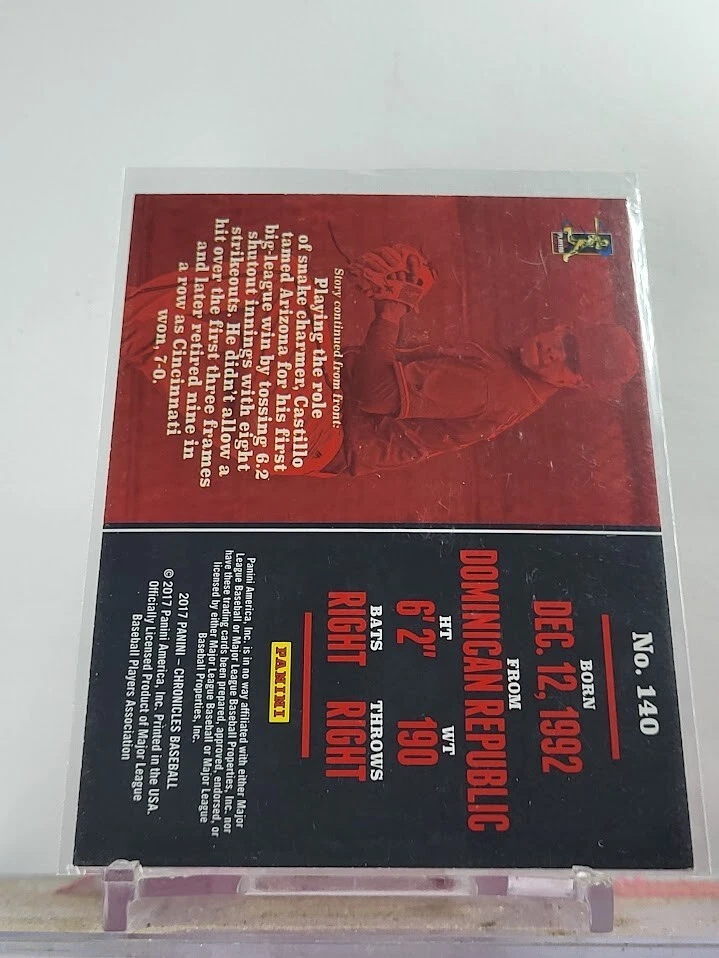 Story continued from front:
Playing the role
of snake charmer, Castillo
tamed Arizona for his first
big-league win by tossing 6.2
shutout innings with eight
strikeouts. He didn't allow a
hit over the first three frames
and later retired nine in
a row as Cincinnati
won, 7-0.
No. 140
BORN
DEC. 12, 1992
FROM
DOMINICAN REPUBLIC
HT WT
6' 2" 190
BATS THROWS
RIGHT RIGHT
PANINI
Panini America, Inc. is in no way affiliated with either Major
League Baseball or Major League Baseball Properties, Inc. nor
have these trading cards been prepared, approved, endorsed, or
licensed by either Major League Baseball or Major League
Baseball Properties, Inc.
2017 PANINI – CHRONICLES BASEBALL
© 2017 Panini America, Inc. Printed in the USA.
Officially Licensed Product of Major League
Baseball Players Association